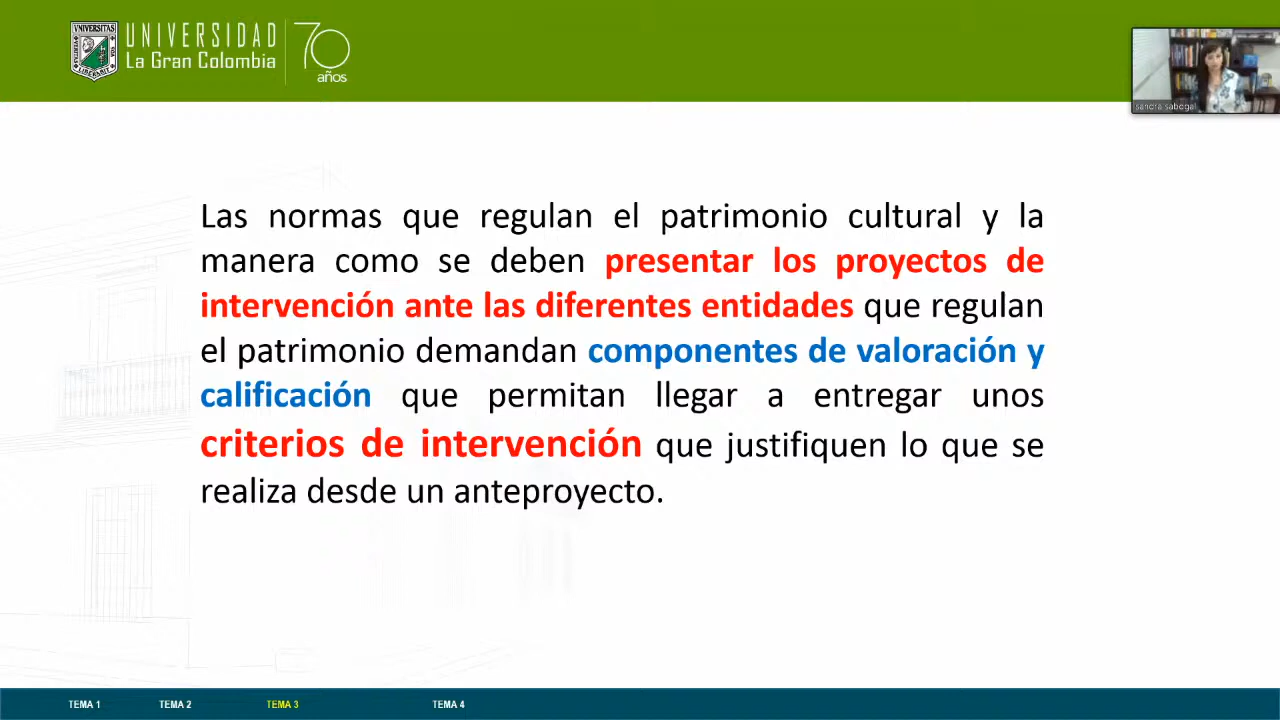 UNIVERSIDAD
La Gran Colombia
70
años
VNIVERSITAS
sandra sabogal
Las normas que regulan el patrimonio cultural y la
manera como se deben presentar los proyectos de
intervención ante las diferentes entidades que regulan
el patrimonio demandan componentes de valoración y
calificación que permitan llegar a entregar unos
criterios de intervención que justifiquen lo que se
realiza desde un anteproyecto.
TEMA 1
TEMA 2
TEMA 3
TEMA 4